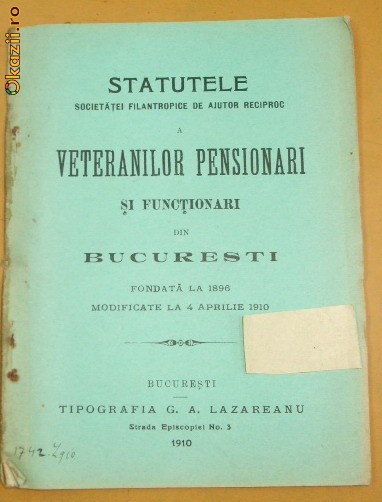 Okazii.ro
STATUTELE
SOCIETĂȚEI FILANTROPICE DE AJUTOR RECIPROC
A
VETERANILOR PENSIONARI
ȘI FUNCȚIONARI
DIN
BUCURESTI
FONDATĂ LA 1896
MODIFICATE LA 4 APRILIE 1910
BUCUREȘTI
TIPOGRAFIA G. A. LAZAREANU
Strada Episcopiei No. 3
1910